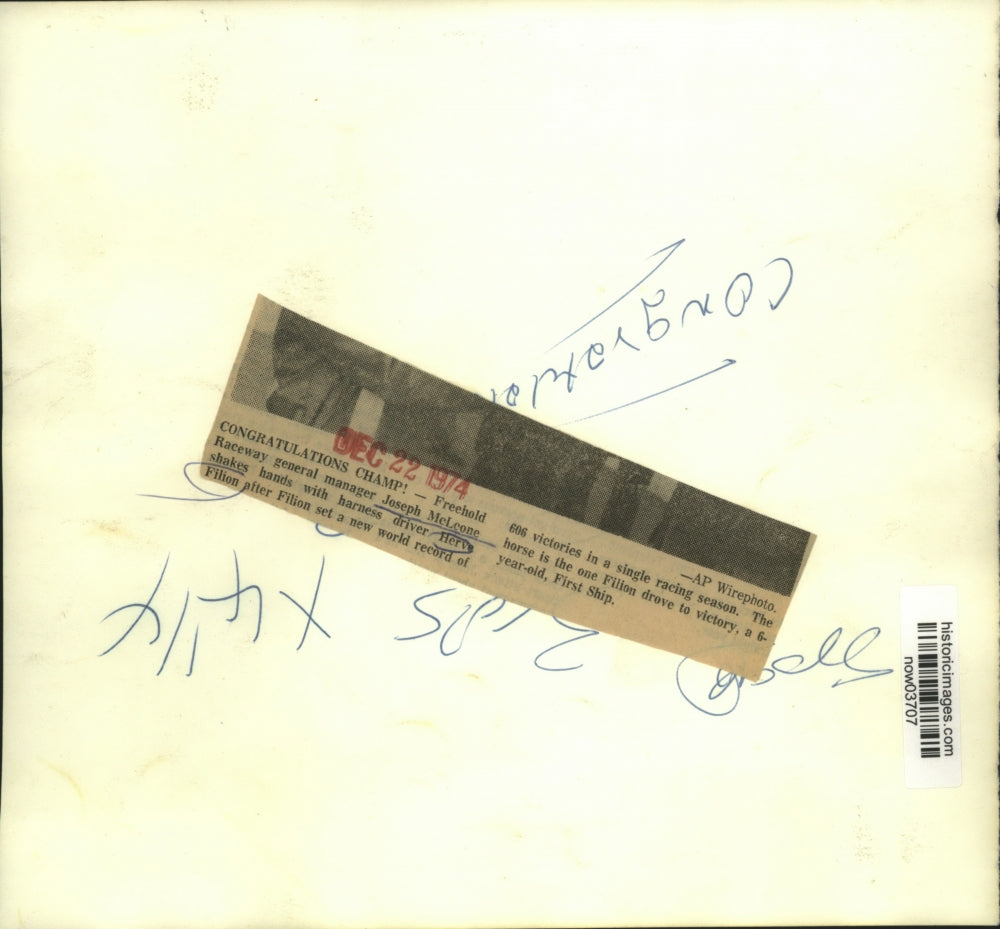 Congratulat
CONGRATULATIONS CHAMP! — Freehold
Raceway general manager Joseph McLeone
shakes hands with harness driver Herve
Filion after Filion set a new world record of
606 victories in a single racing season. The
horse is the one Filion drove to victory, a 6-
year-old, First Ship.
—AP Wirephoto.
DEC 22 1974
historicimages.com
now03707